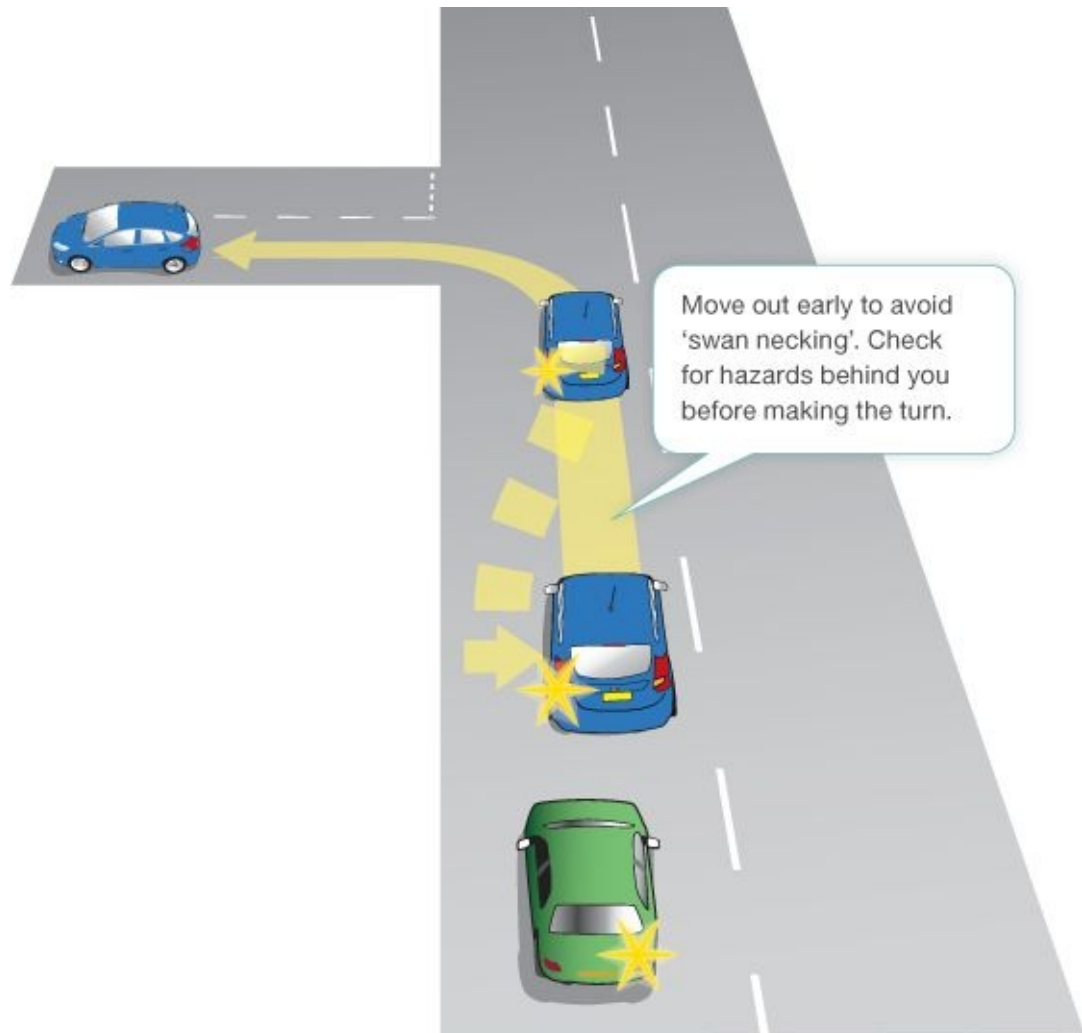 Move out early to avoid
‘swan necking’. Check
for hazards behind you
before making the turn.